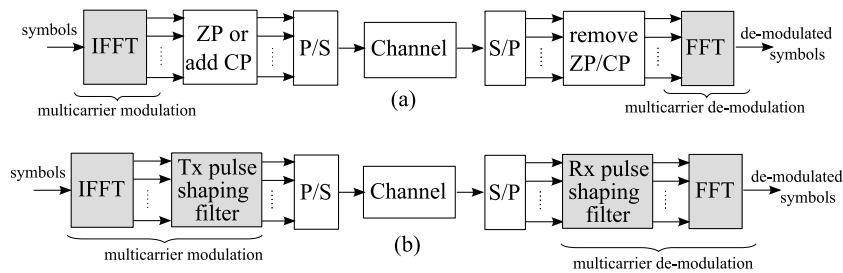 symbols
IFFT
ZP or
add CP
P/S
Channel
S/P
remove
ZP/CP
FFT
de-modulated
symbols
multicarrier modulation
(a)
multicarrier de-modulation
symbols
IFFT
Tx pulse
shaping
filter
P/S
Channel
S/P
Rx pulse
shaping
filter
FFT
de-modulated
symbols
multicarrier modulation
(b)
multicarrier de-modulation